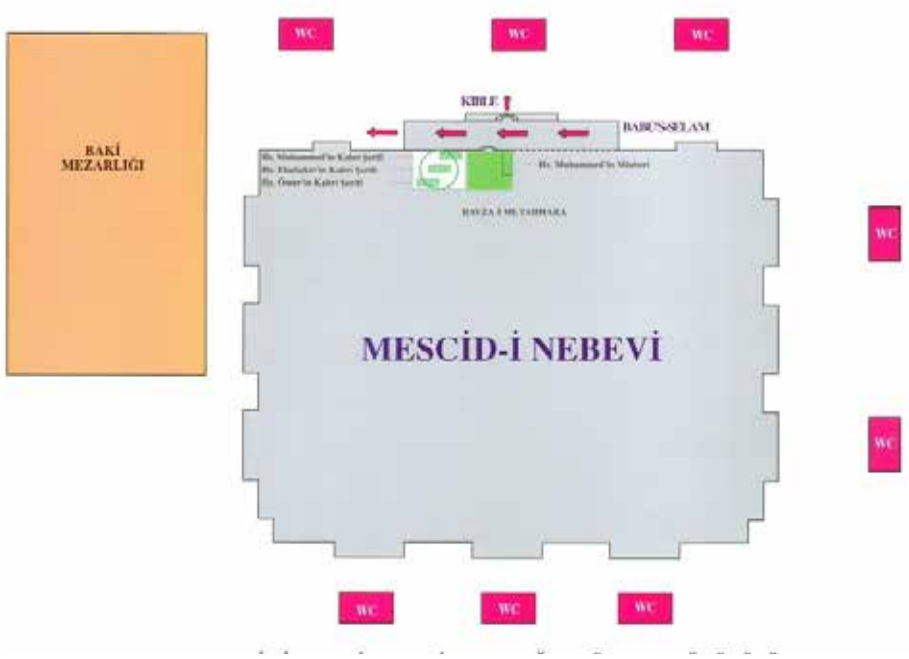 WC
WC
WC
KIBLE
BABU'S-SELAM
BAKİ
MEZARLIĞI
Hz. Muhammed'in Kabri Şerifi
Hz. Ebubekir'in Kabri Şerifi
Hz. Ömer'in Kabri Şerifi
Hz. Muhammed'in Minberi
RAVZA-İ MUTAHHARA
WC
MESCİD-İ NEBEVİ
WC
WC
WC
WC